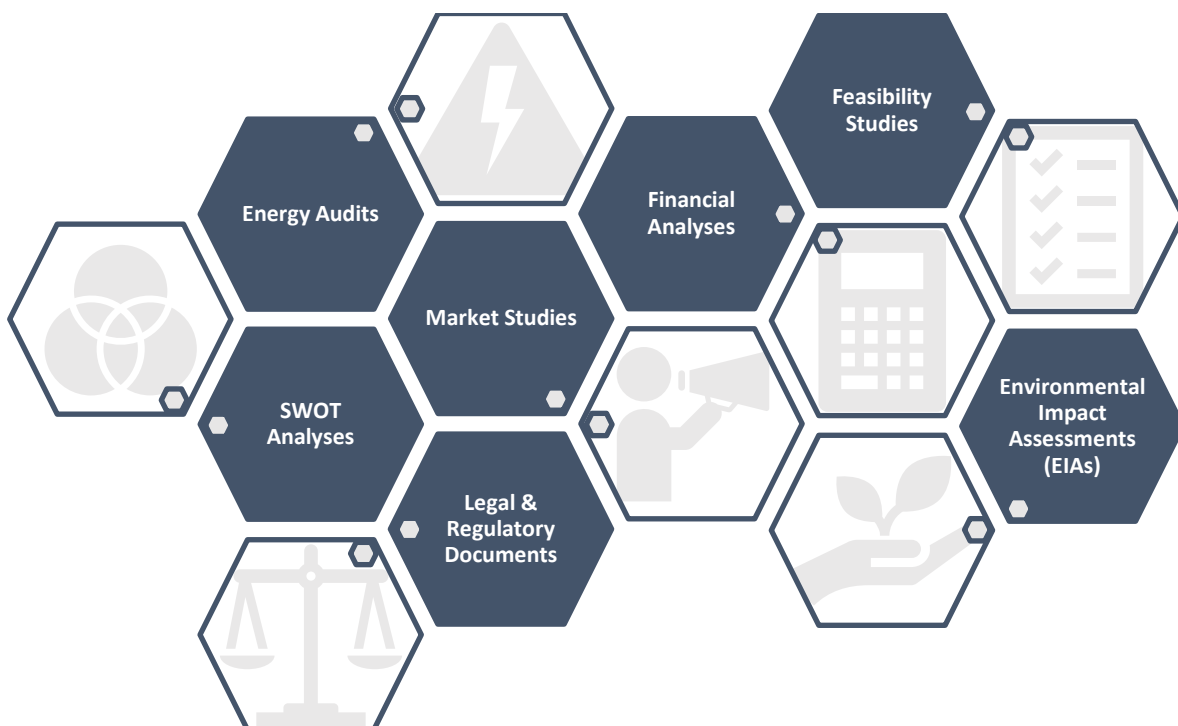 Feasibility
Studies
Energy Audits
Financial
Analyses
Market Studies
SWOT
Analyses
Environmental
Impact
Assessments
(EIAs)
Legal &
Regulatory
Documents